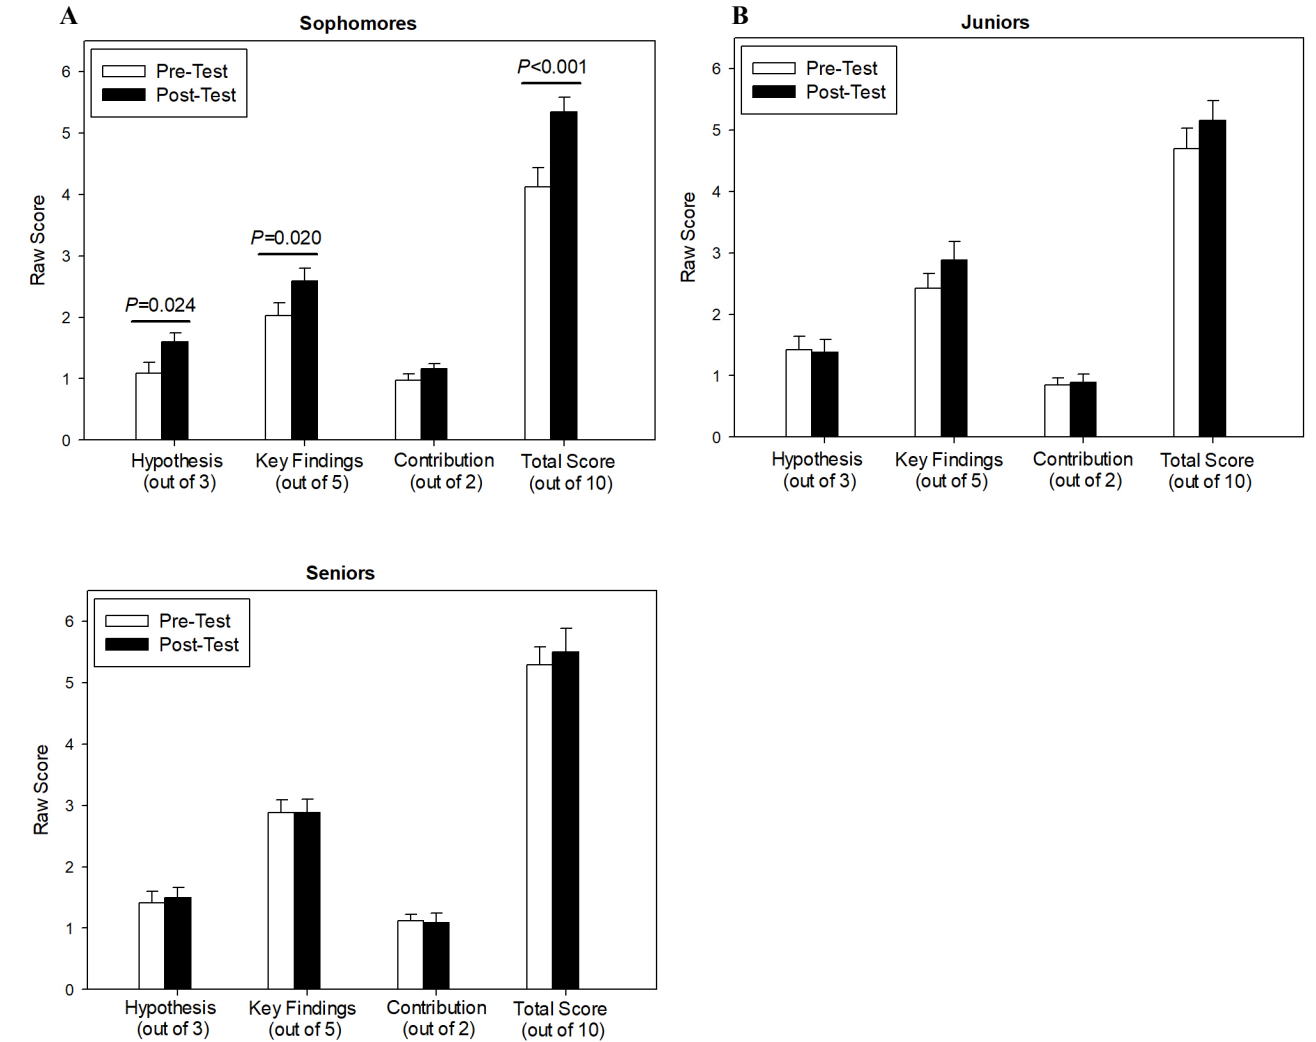 A
Sophomores
Pre-Test
Post-Test
P=0.024
P=0.020
P<0.001
Raw Score
6
5
4
3
2
1
0
Hypothesis
(out of 3)
Key Findings
(out of 5)
Contribution
(out of 2)
Total Score
(out of 10)
B
Juniors
Pre-Test
Post-Test
Raw Score
6
5
4
3
2
1
0
Hypothesis
(out of 3)
Key Findings
(out of 5)
Contribution
(out of 2)
Total Score
(out of 10)
Seniors
Pre-Test
Post-Test
Raw Score
6
5
4
3
2
1
0
Hypothesis
(out of 3)
Key Findings
(out of 5)
Contribution
(out of 2)
Total Score
(out of 10)